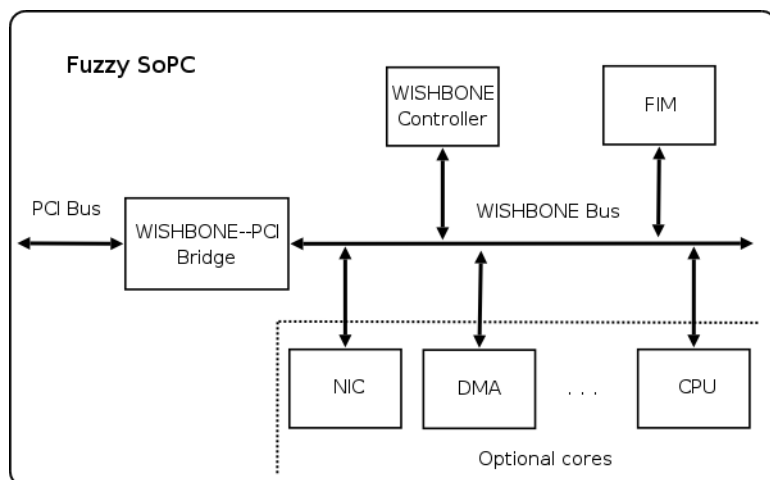 Fuzzy SoPC
WISHBONE
Controller
FIM
PCI Bus
WISHBONE Bus
WISHBONE--PCI
Bridge
NIC
DMA
. . .
CPU
Optional cores